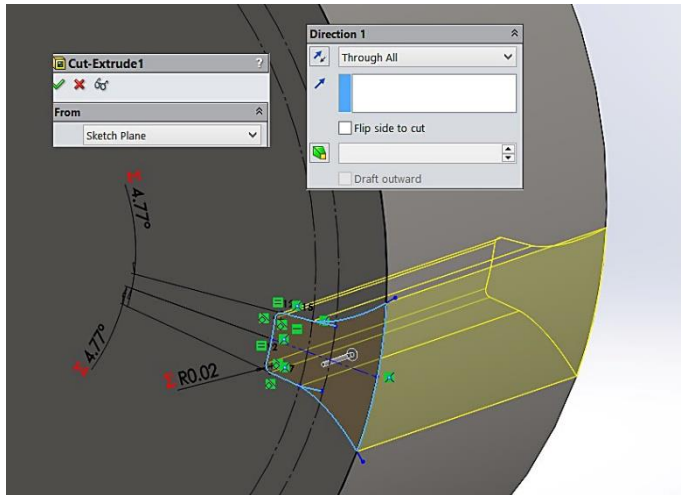 Direction 1
Through All
Flip side to cut
Draft outward
Cut-Extrude1
?
From
Sketch Plane
4.77°
4.77°
R0.02